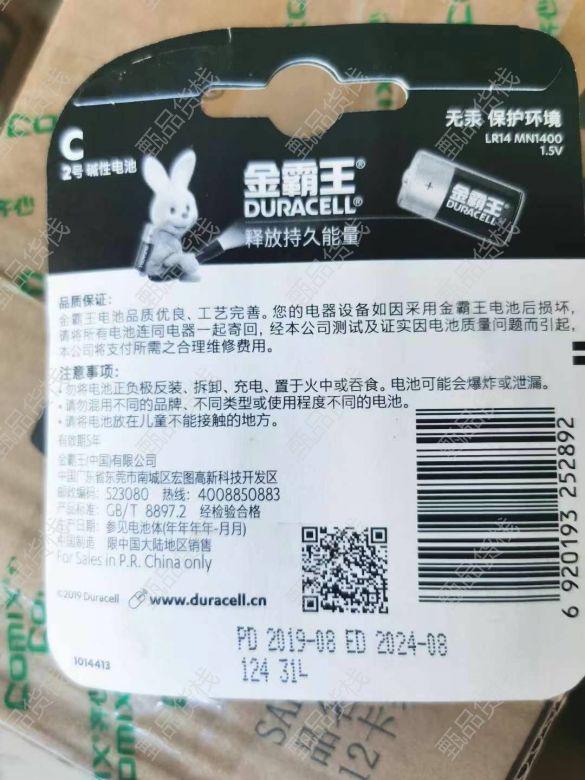 C
2号 碱性电池
金霸王®
DURACELL®
释放持久能量
无汞 保护环境
LR14 MN1400
1.5V
金霸王®
DURACELL
品质保证：
金霸王电池品质优良、工艺完善。您的电器设备如因采用金霸王电池后损坏，
请将所有电池连同电器一起寄回，经本公司测试及证实因电池质量问题而引起，
本公司将支付所需之合理维修费用。
注意事项：
·勿将电池正负极反装、拆卸、充电、置于火中或吞食。电池可能会爆炸或泄漏。
·请勿混用不同的品牌、不同类型或使用程度不同的电池。
·请将电池放在儿童不能接触的地方。
有效期5年
金霸王(中国)有限公司
中国广东省东莞市南城区宏图高新科技开发区
邮政编码：523080 热线：4008850883
产品标准：GB/T 8897.2 经检验合格
生产日期：参见电池体(年年年年-月月)
中国制造 限中国大陆地区销售
For Sales in P.R. China only
©2019 Duracell www.duracell.cn
6 920193 252892
PD 2019-08 ED 2024-08
124 31L
1014413
COMIX 齐心
12卡
甄品货栈